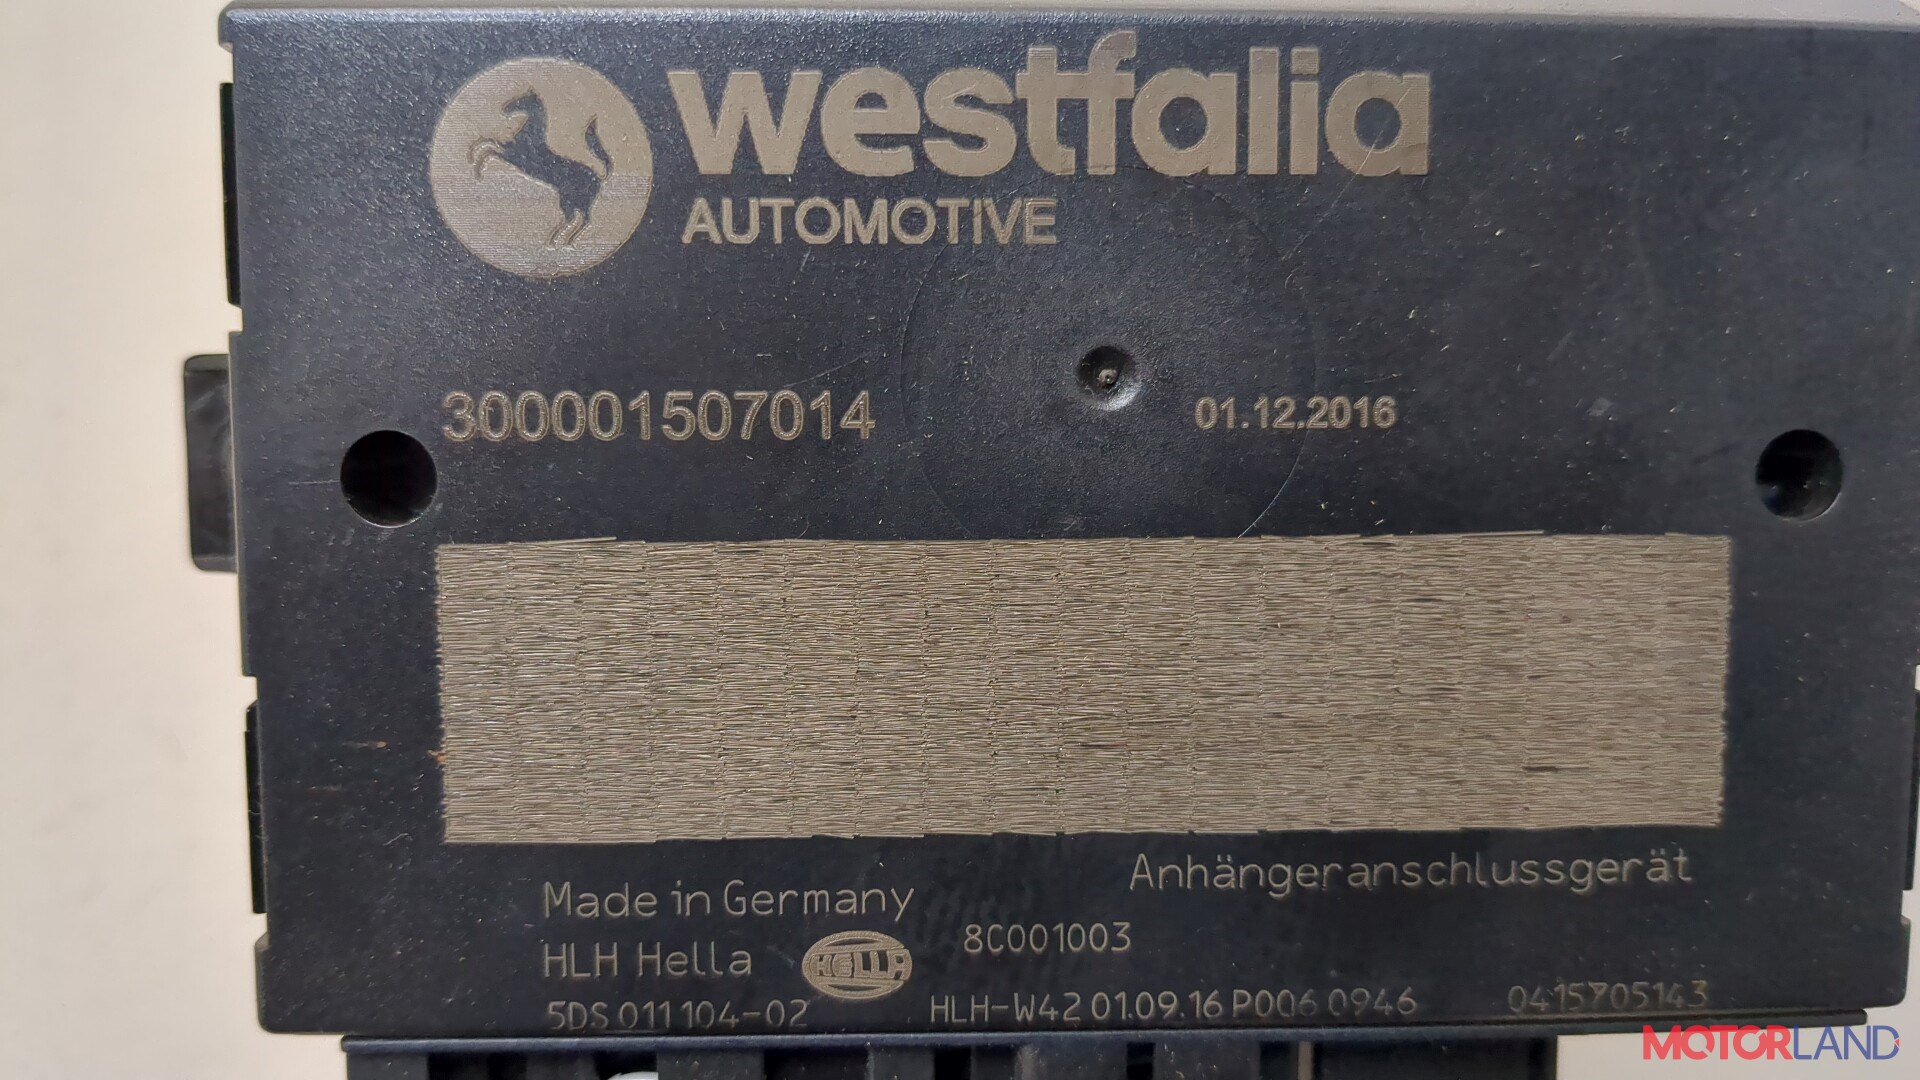 westfalia
AUTOMOTIVE
300001507014
01.12.2016
Anhängeranschlussgerät
Made in Germany
HLH Hella
HELLA
8C001003
5DS 011 104-02
HLH-W42 01.09.16 P006 0946
0415705143
MOTORLAND